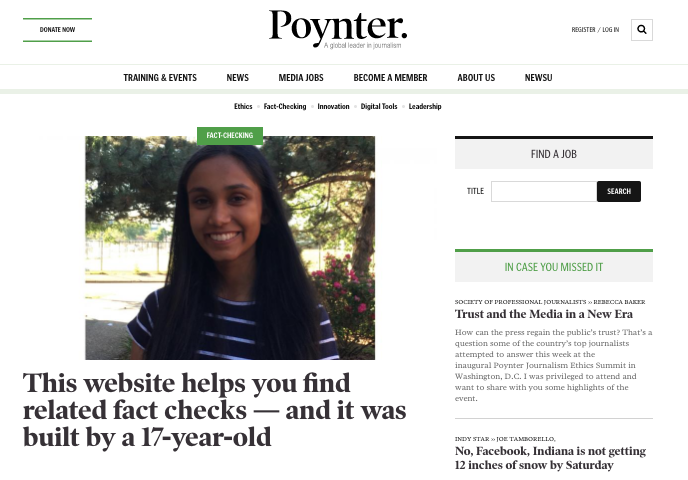 DONATE NOW
Poynter.
A global leader in journalism
REGISTER / LOG IN
TRAINING & EVENTS NEWS MEDIA JOBS BECOME A MEMBER ABOUT US NEWSU
Ethics • Fact-Checking • Innovation • Digital Tools • Leadership
FACT-CHECKING
This website helps you find
related fact checks — and it was
built by a 17-year-old
FIND A JOB
TITLE SEARCH
IN CASE YOU MISSED IT
SOCIETY OF PROFESSIONAL JOURNALISTS » REBECCA BAKER
Trust and the Media in a New Era
How can the press regain the public's trust? That's a
question some of the country's top journalists
attempted to answer this week at the
inaugural Poynter Journalism Ethics Summit in
Washington, D.C. I was privileged to attend and
want to share with you some highlights of the
event.
INDY STAR » JOE TAMBORELLO,
No, Facebook, Indiana is not getting
12 inches of snow by Saturday